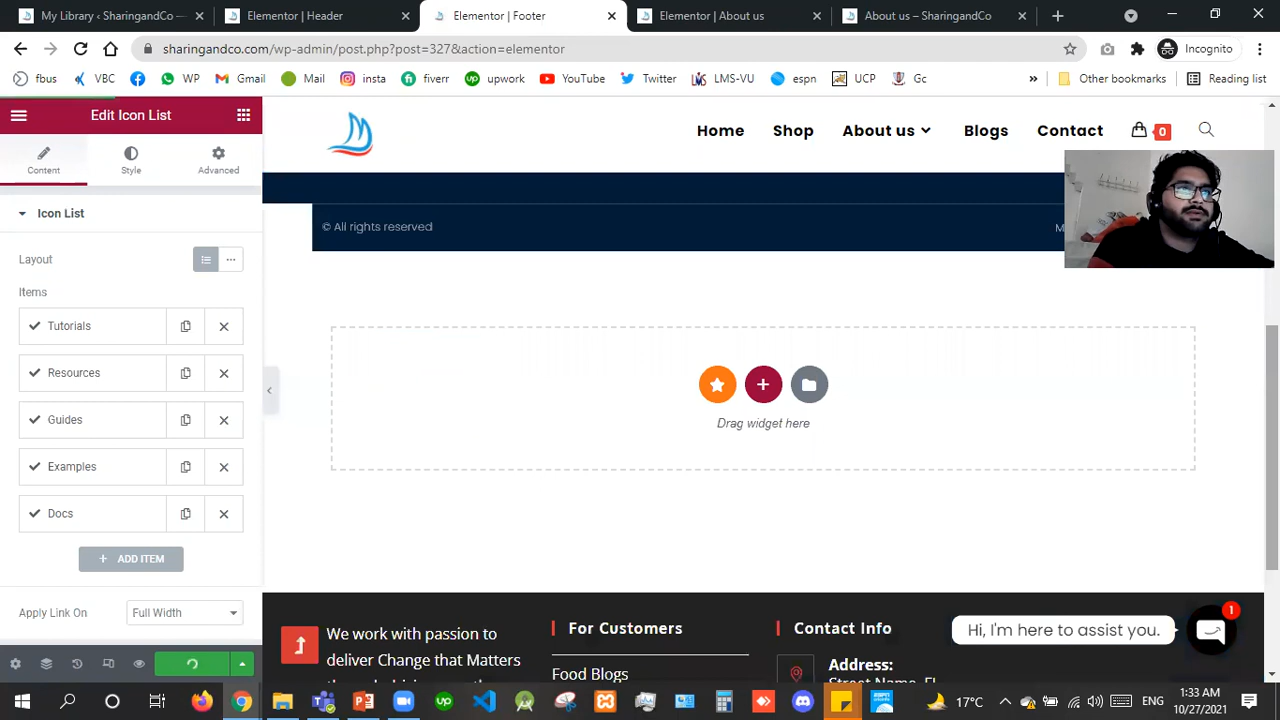 My Library ‹ SharingandCo —
Elementor | Header
Elementor | Footer
Elementor | About us
About us – SharingandCo
sharingandco.com/wp-admin/post.php?post=327&action=elementor
Incognito
fbus
VBC
WP
Gmail
Mail
insta
fiverr
upwork
YouTube
Twitter
LMS-VU
espn
UCP
Gc
»
Other bookmarks
Reading list
Edit Icon List
Content
Style
Advanced
Icon List
Layout
Items
Tutorials
Resources
Guides
Examples
Docs
+ ADD ITEM
Apply Link On
Full Width
Home
Shop
About us
Blogs
Contact
0
© All rights reserved
M
Drag widget here
We work with passion to
deliver Change that Matters
For Customers
Food Blogs
Contact Info
Address:
Hi, I'm here to assist you.
1
17°C
ENG
1:33 AM
10/27/2021